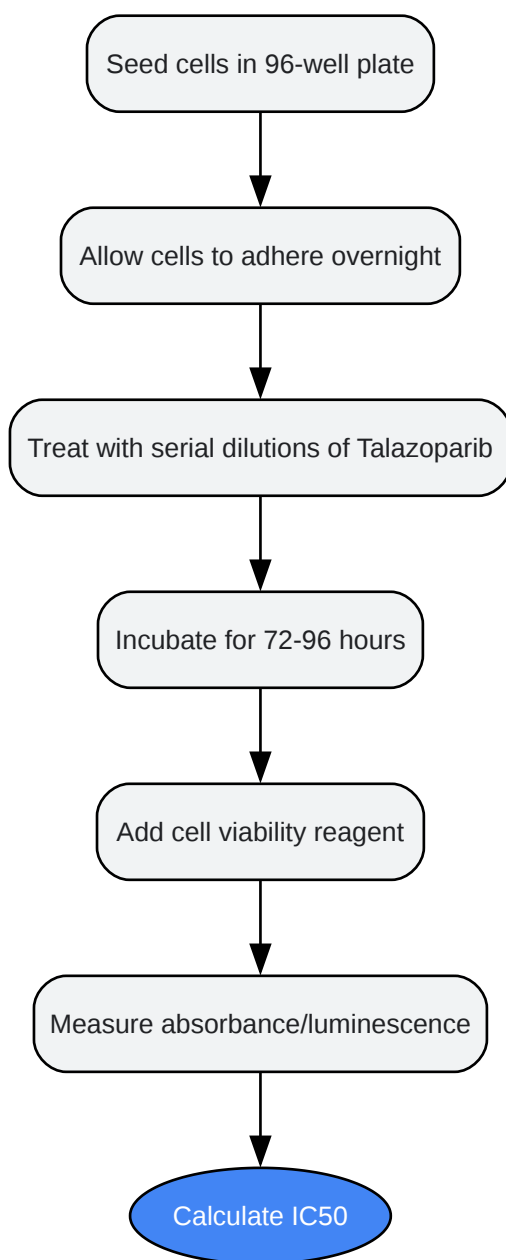 Seed cells in 96-well plate
Allow cells to adhere overnight
Treat with serial dilutions of Talazoparib
Incubate for 72-96 hours
Add cell viability reagent
Measure absorbance/luminescence
Calculate IC50